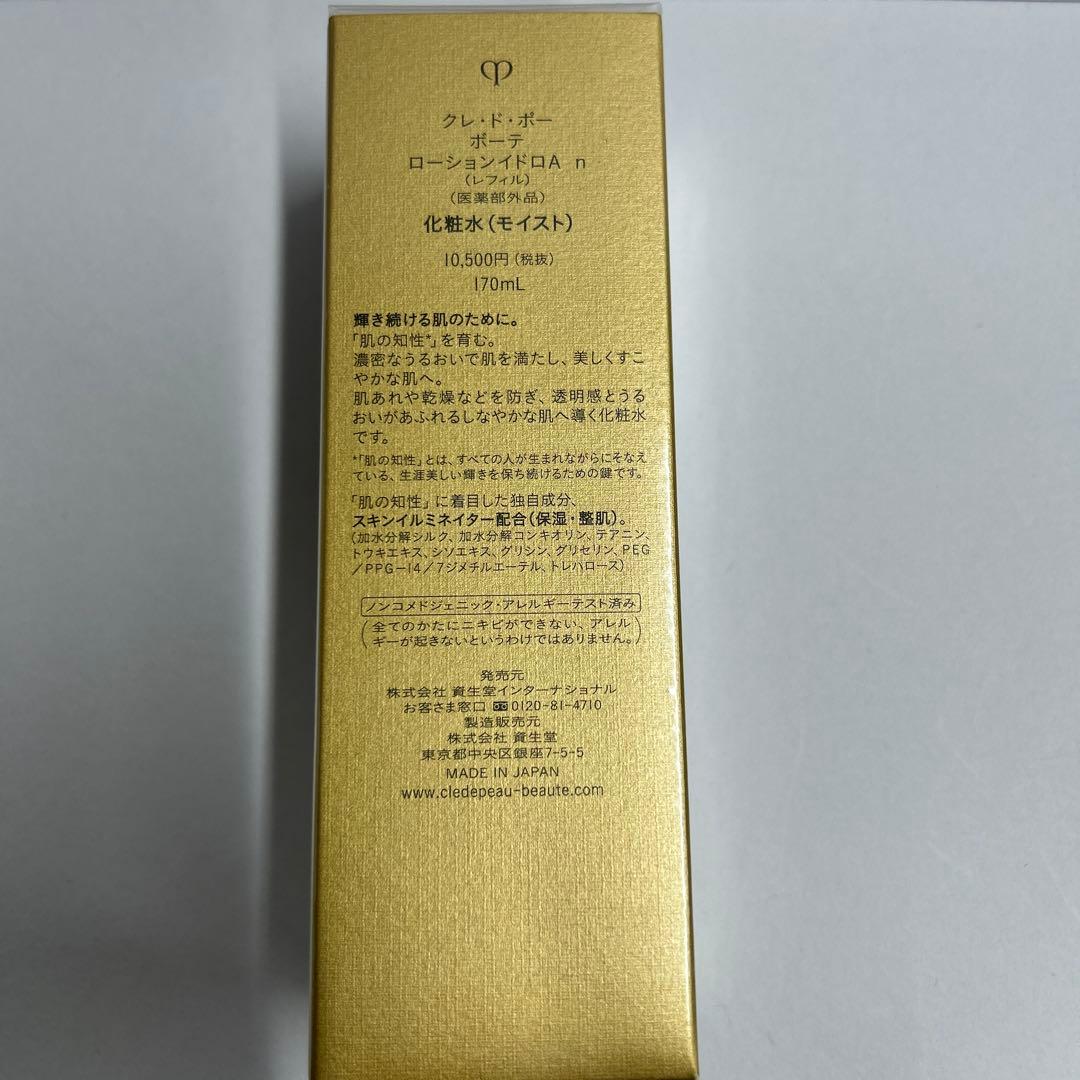 クレ・ド・ポー
ボーテ
ローションイドロA n
(レフィル)
(医薬部外品)
化粧水(モイスト)
10,500円(税抜)
170mL
輝き続ける肌のために。
「肌の知性*」を育む。
濃密なうるおいで肌を満たし、美しくすこ
やかな肌へ。
肌あれや乾燥などを防ぎ、透明感とうる
おいがあふれるしなやかな肌へ導く化粧水
です。
*「肌の知性」とは、すべての人が生まれながらにそなえ
ている、生涯美しい輝きを保ち続けるための鍵です。
「肌の知性」に着目した独自成分、
スキンイルミネイター配合(保湿・整肌)。
(加水分解シルク、加水分解コンキオリン、テアニン、
トウキエキス、シソエキス、グリシン、グリセリン、PEG
/PPG-14/7ジメチルエーテル、トレハロース)
ノンコメドジェニック・アレルギーテスト済み
(全てのかたにニキビができない、アレル
ギーが起きないというわけではありません。)
発売元
株式会社 資生堂インターナショナル
お客さま窓口 0120-81-4710
製造販売元
株式会社 資生堂
東京都中央区銀座7-5-5
MADE IN JAPAN
www.cledepeau-beaute.com